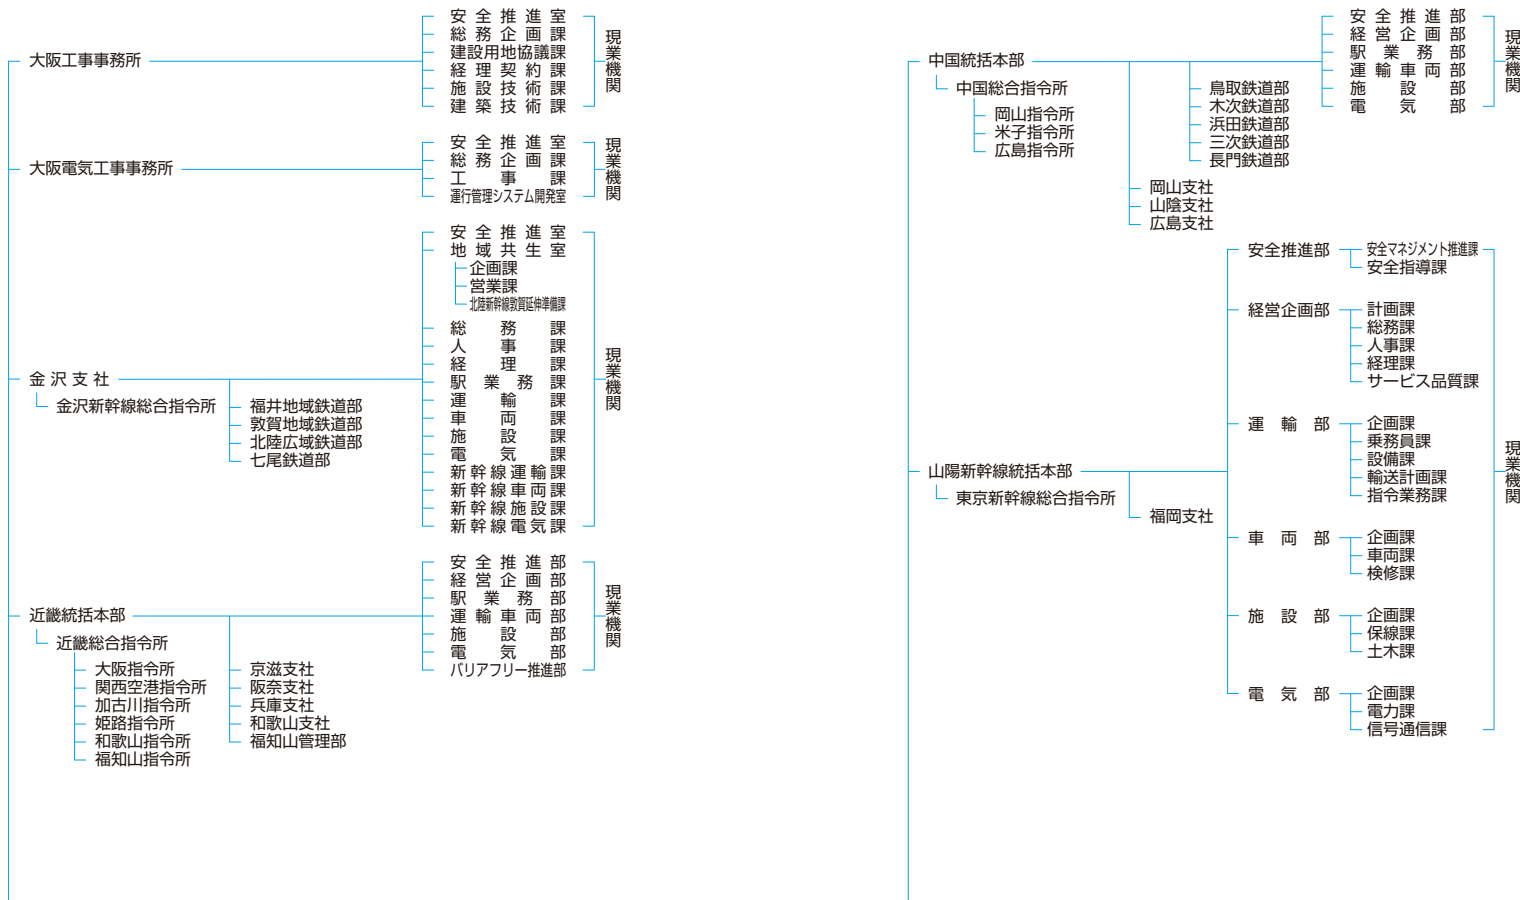 大阪工事事務所
安全推進室
総務企画課
建設用地協議課
経理契約課
施設技術課
建築技術課
現業機関
大阪電気工事事務所
安全推進室
総務企画課
工事課
運行管理システム開発室
現業機関
金沢支社
金沢新幹線総合指令所
福井地域鉄道部
敦賀地域鉄道部
北陸広域鉄道部
七尾鉄道部
安全推進室
地域共生室
企画課
営業課
北陸新幹線敦賀延伸準備課
総務課
人事課
経理課
駅業務課
運輸課
車両課
施設課
電気課
新幹線運輸課
新幹線車両課
新幹線施設課
新幹線電気課
現業機関
近畿統括本部
近畿総合指令所
大阪指令所
関西空港指令所
加古川指令所
姫路指令所
和歌山指令所
福知山指令所
京滋支社
阪奈支社
兵庫支社
和歌山支社
福知山管理部
安全推進部
経営企画部
駅業務部
運輸車両部
施設部
電気部
バリアフリー推進部
現業機関
中国統括本部
中国総合指令所
岡山指令所
米子指令所
広島指令所
岡山支社
山陰支社
広島支社
鳥取鉄道部
木次鉄道部
浜田鉄道部
三次鉄道部
長門鉄道部
安全推進部
経営企画部
駅業務部
運輸車両部
施設部
電気部
現業機関
山陽新幹線統括本部
東京新幹線総合指令所
福岡支社
安全推進部
安全マネジメント推進課
安全指導課
経営企画部
計画課
総務課
人事課
経理課
サービス品質課
運輸部
企画課
乗務員課
設備課
輸送計画課
指令業務課
車両部
企画課
車両課
検修課
施設部
企画課
保線課
土木課
電気部
企画課
電力課
信号通信課
現業機関